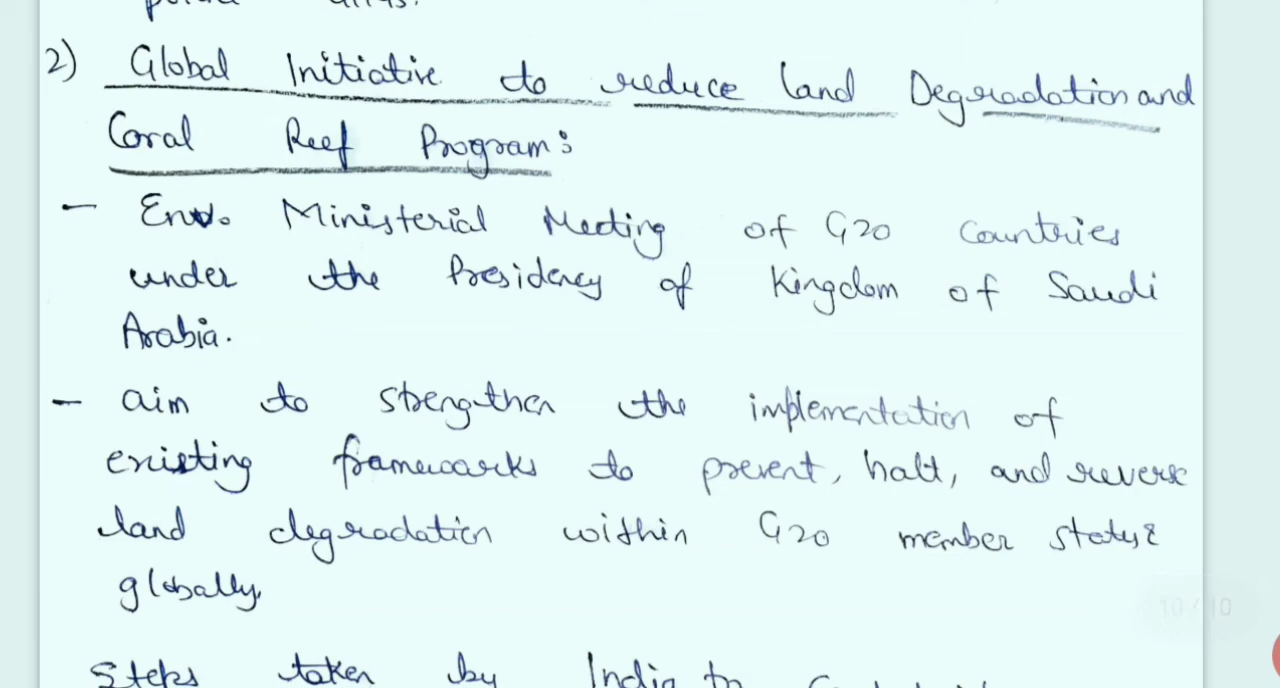 2) Global Initiative to reduce land Degradation and
Coral Reef Program:
- Env. Ministerial Meeting of G20 Countries
under the Presidency of Kingdom of Saudi
Arabia.
- aim to strengthen the implementation of
existing frameworks to prevent, halt, and reverse
land degradation within G20 member states &
globally.
10/10
Steps taken by India to